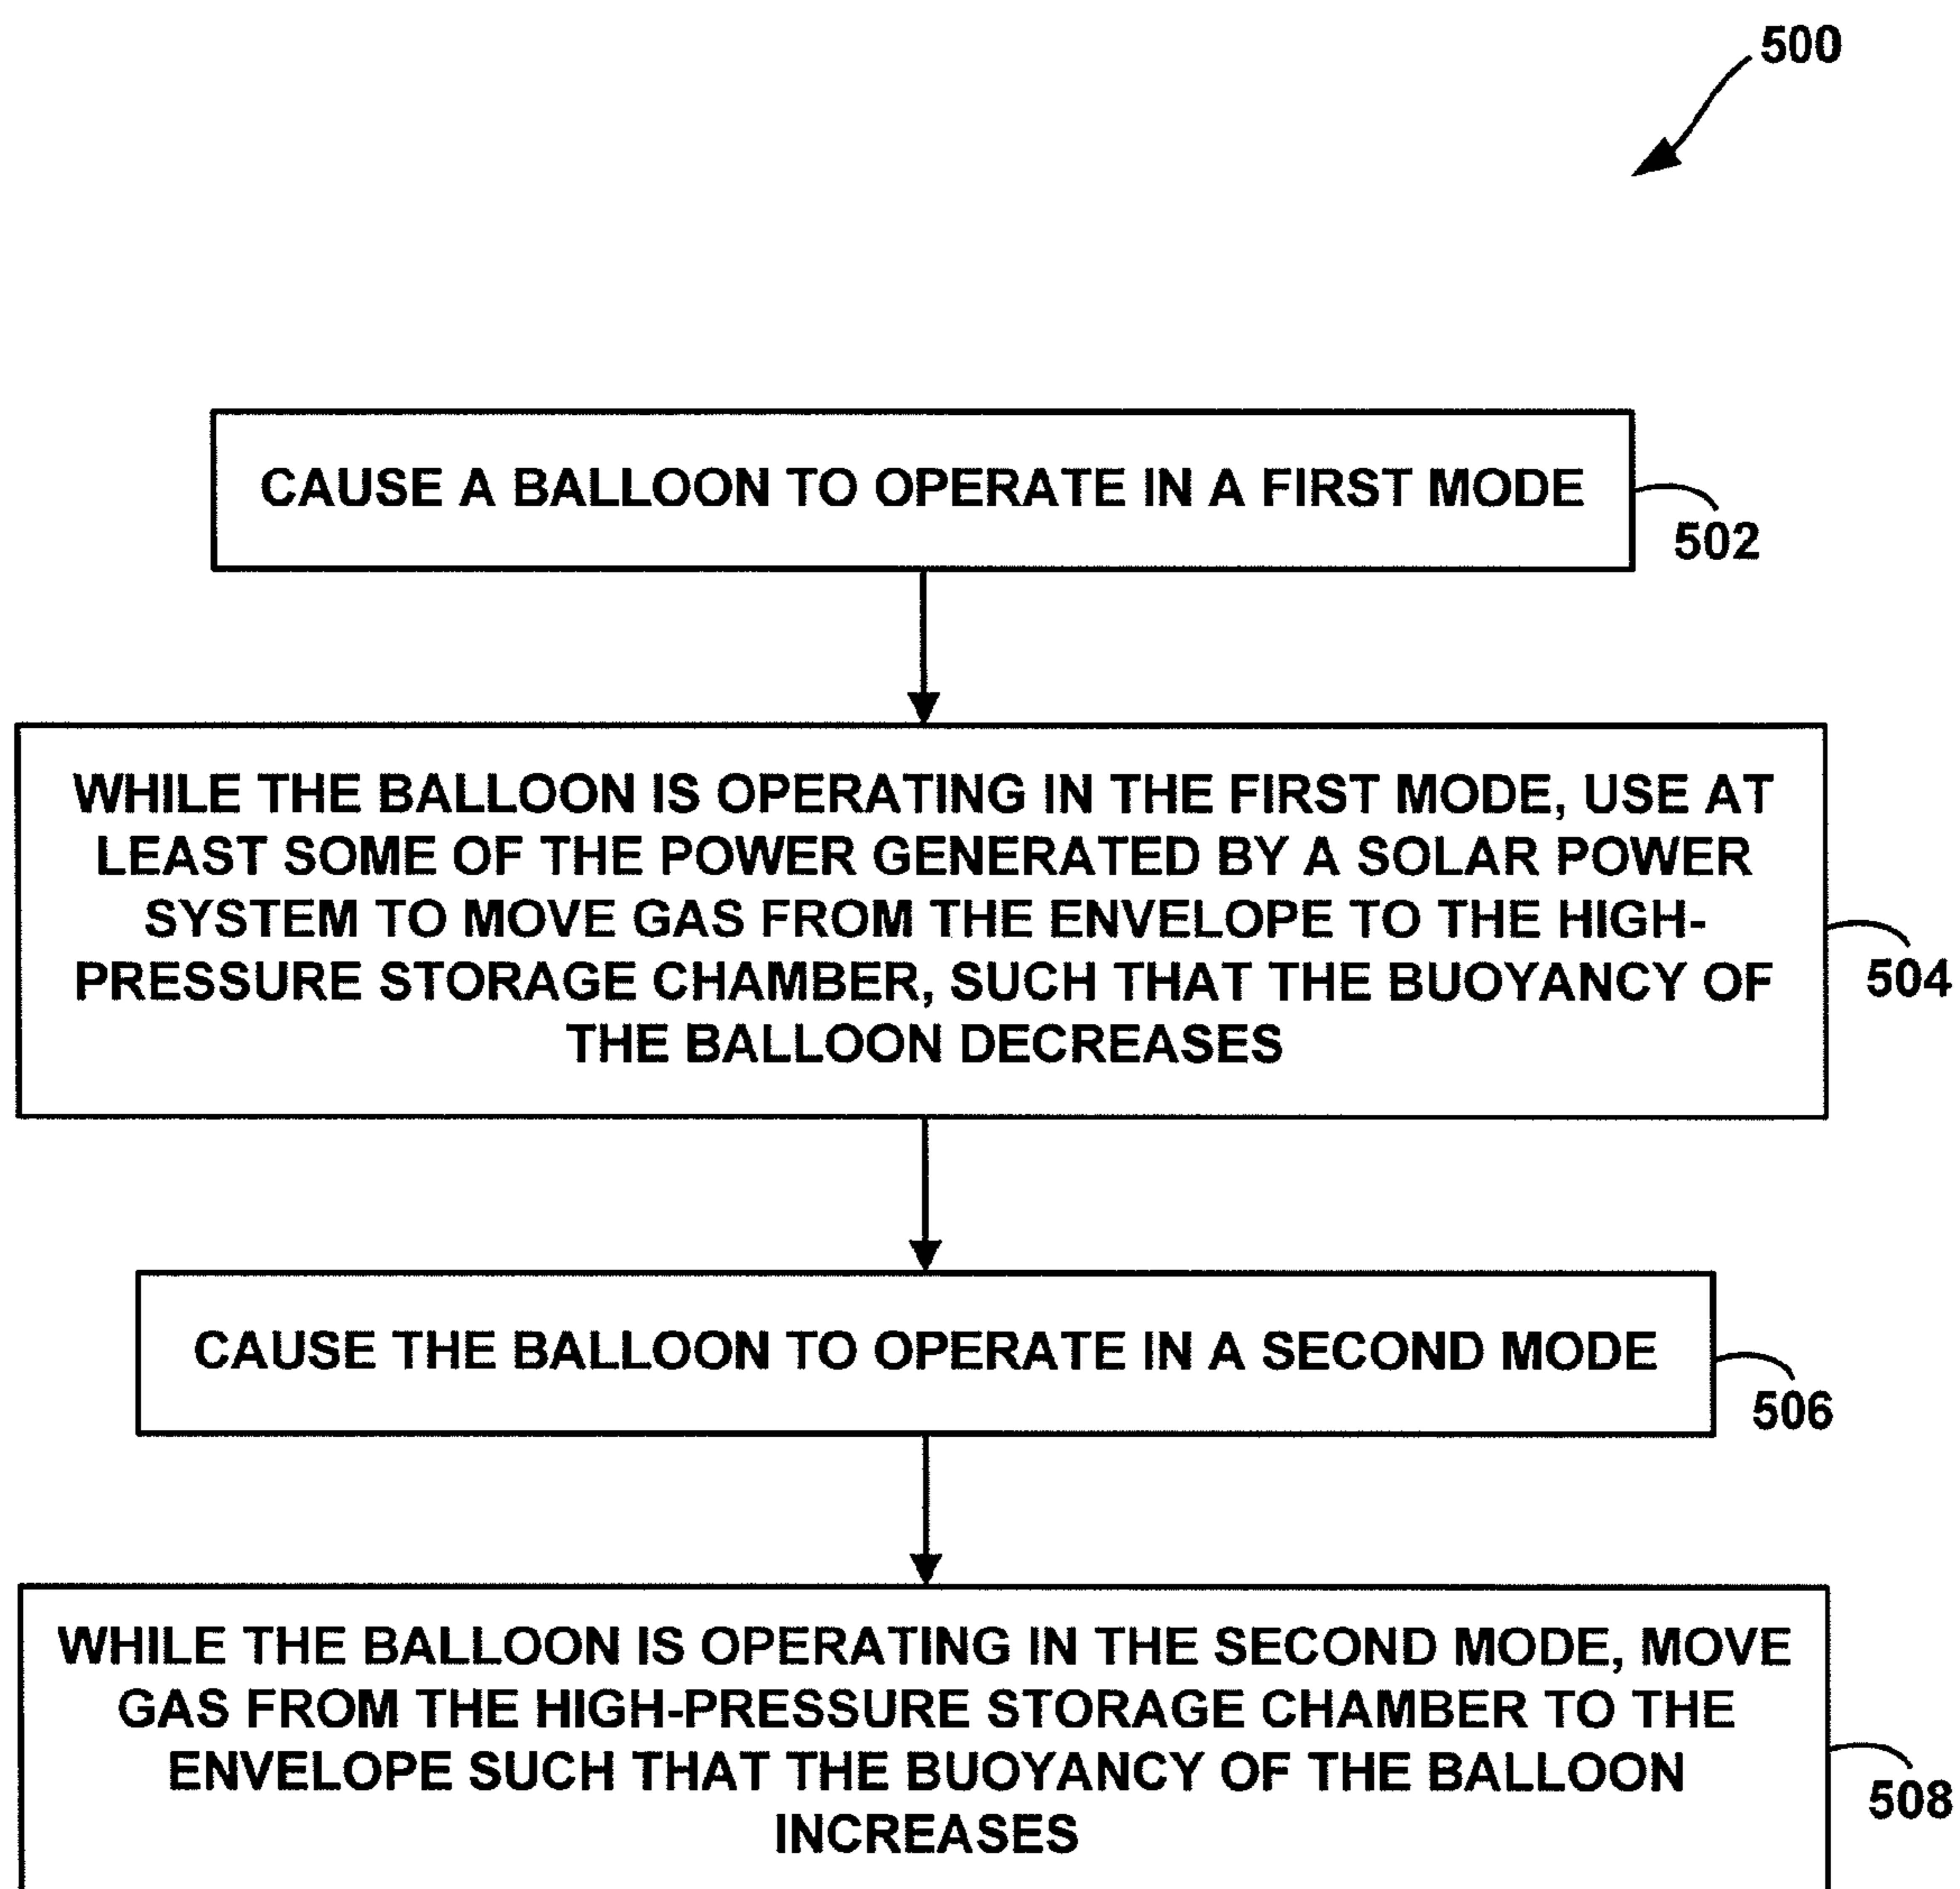 500
CAUSE A BALLOON TO OPERATE IN A FIRST MODE
502
WHILE THE BALLOON IS OPERATING IN THE FIRST MODE, USE AT
LEAST SOME OF THE POWER GENERATED BY A SOLAR POWER
SYSTEM TO MOVE GAS FROM THE ENVELOPE TO THE HIGH-
PRESSURE STORAGE CHAMBER, SUCH THAT THE BUOYANCY OF
THE BALLOON DECREASES
504
CAUSE THE BALLOON TO OPERATE IN A SECOND MODE
506
WHILE THE BALLOON IS OPERATING IN THE SECOND MODE, MOVE
GAS FROM THE HIGH-PRESSURE STORAGE CHAMBER TO THE
ENVELOPE SUCH THAT THE BUOYANCY OF THE BALLOON
INCREASES
508